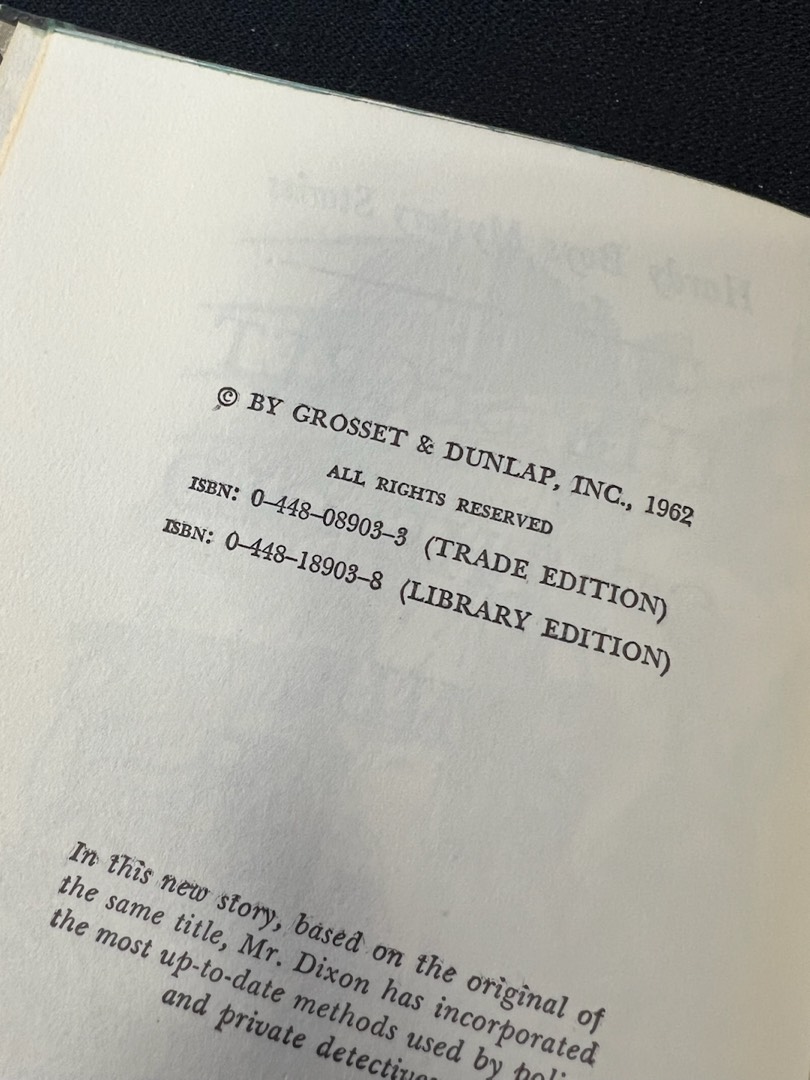 © BY GROSSET & DUNLAP, INC., 1962
ALL RIGHTS RESERVED
ISBN: 0-448-08903-3 (TRADE EDITION)
ISBN: 0-448-18903-8 (LIBRARY EDITION)
In this new story, based on the original of
the same title, Mr. Dixon has incorporated
the most up-to-date methods used by poli
and private detective